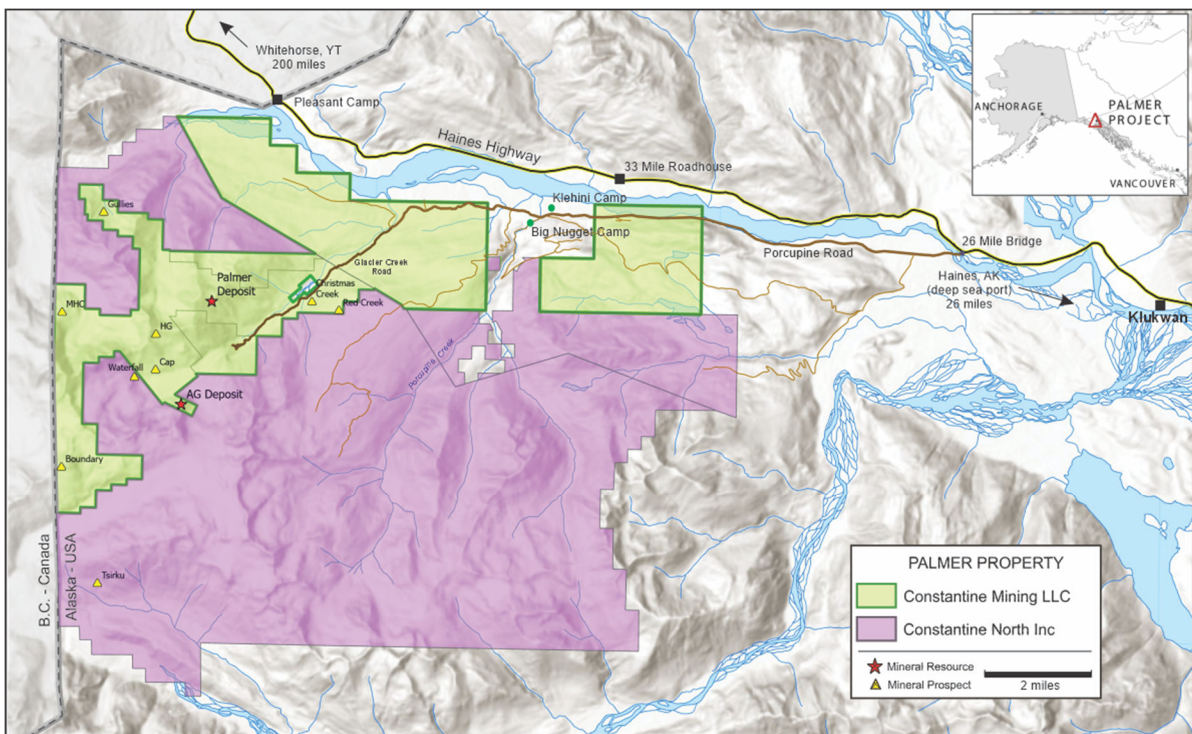 Whitehorse, YT
200 miles
Pleasant Camp
Haines Highway
33 Mile Roadhouse
Klehini Camp
Big Nugget Camp
Porcupine Road
26 Mile Bridge
Haines, AK
(deep sea port)
26 miles
Klukwan
Gullies
Palmer
Deposit
Glacier Creek
Road
Christmas
Creek
Red Creek
MHC
HG
Cap
Waterfall
AG Deposit
Porcupine Creek
Boundary
Tsirku
B.C. - Canada
Alaska - USA
ANCHORAGE
PALMER
PROJECT
VANCOUVER
PALMER PROPERTY
Constantine Mining LLC
Constantine North Inc
Mineral Resource
Mineral Prospect
2 miles